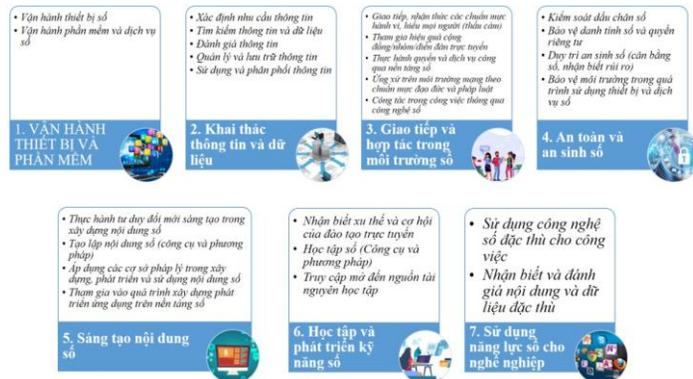 • Vận hành thiết bị số
• Vận hành phần mềm và dịch vụ
số
1. VẬN HÀNH
THIẾT BỊ VÀ
PHẦN MỀM
• Xác định nhu cầu thông tin
• Tìm kiếm thông tin và dữ liệu
• Đánh giá thông tin
• Quản lý và lưu trữ thông tin
• Sử dụng và phân phối thông tin
2. Khai thác
thông tin và dữ
liệu
• Giao tiếp, nhận thức các chuẩn mực
hành vi, hiểu mọi người (thấu cảm)
• Tham gia hiệu quả cộng
đồng/nhóm/diễn đàn trực tuyến
• Thực hành quyền và dịch vụ công
qua nền tảng số
• Ứng xử trên môi trường mạng theo
chuẩn mực đạo đức và pháp luật
• Công tác trong công việc thông qua
công nghệ số
3. Giao tiếp và
hợp tác trong
môi trường số
• Kiểm soát dấu chân số
• Bảo vệ danh tính số và quyền
riêng tư
• Duy trì an sinh số (cân bằng
số, nhận biết rủi ro)
• Bảo vệ môi trường trong quá
trình sử dụng thiết bị và dịch
vụ số
4. An toàn và
an sinh số
• Thực hành tư duy đổi mới sáng tạo trong
xây dựng nội dung số
• Tạo lập nội dung số (công cụ và phương
pháp)
• Áp dụng các cơ sở pháp lý trong xây
dựng, phát triển và sử dụng nội dung số
• Tham gia vào quá trình xây dựng phát
triển ứng dụng trên nền tảng số
5. Sáng tạo nội dung
số
• Nhận biết xu thế và cơ hội
của đào tạo trực tuyến
• Học tập số (Công cụ và
phương pháp)
• Truy cập mở đến nguồn tài
nguyên học tập
6. Học tập và
phát triển kỹ
năng số
• Sử dụng công nghệ
số đặc thù cho công
việc
• Nhận biết và đánh
giá nội dung và dữ
liệu đặc thù
7. Sử dụng
năng lực số cho
nghề nghiệp